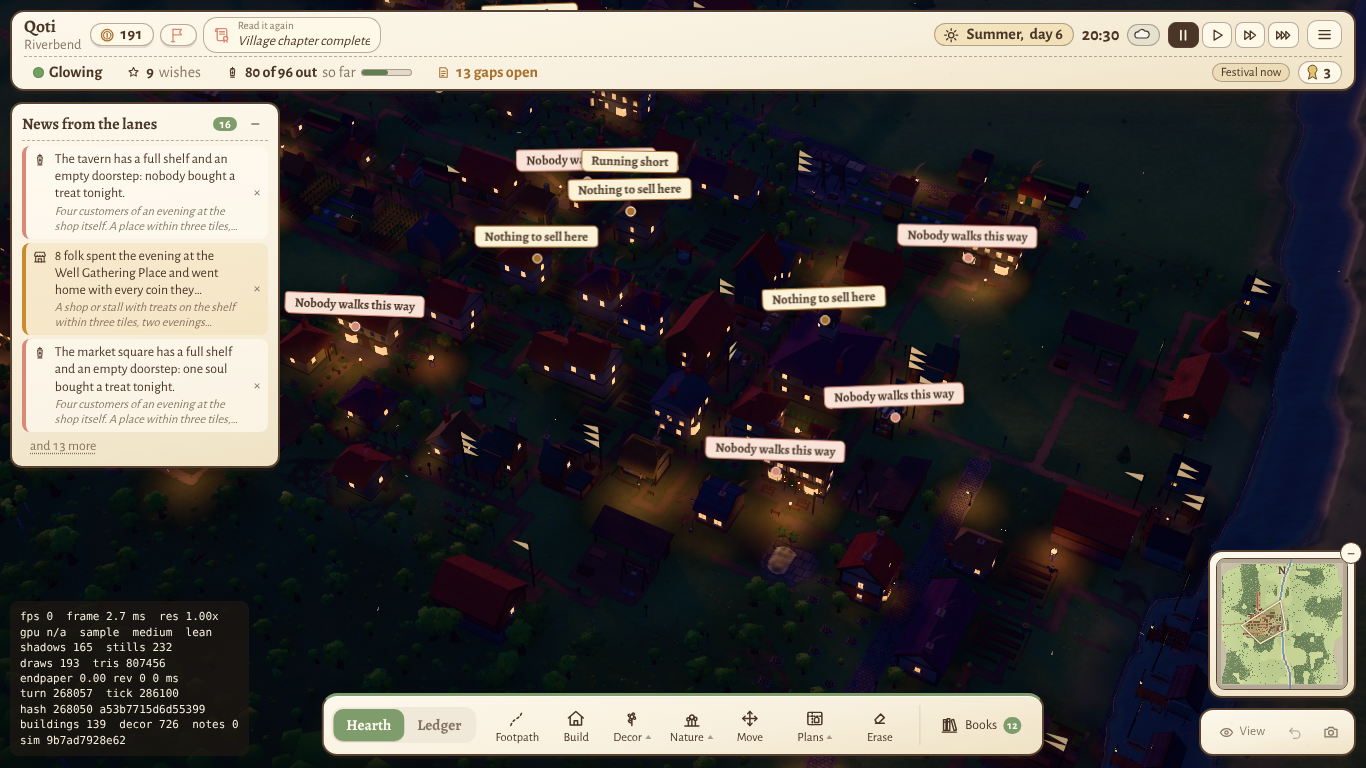 Qoti
Riverbend
191
Read it again
Village chapter complete
Summer, day 6
20:30
Glowing
9 wishes
80 of 96 out so far
13 gaps open
Festival now
3
News from the lanes
16
The tavern has a full shelf and an
empty doorstep: nobody bought a
treat tonight.
Four customers of an evening at the
shop itself. A place within three tiles,...
8 folk spent the evening at the
Well Gathering Place and went
home with every coin they...
A shop or stall with treats on the shelf
within three tiles, two evenings...
The market square has a full shelf
and an empty doorstep: one soul
bought a treat tonight.
Four customers of an evening at the
shop itself. A place within three tiles,...
and 13 more
Running short
Nothing to sell here
Nothing to sell here
Nobody walks this way
Nobody walks this way
Nothing to sell here
Nobody walks this way
Nobody walks this way
N
fps 0 frame 2.7 ms res 1.00x
gpu n/a sample medium lean
shadows 165 stills 232
draws 193 tris 807456
endpaper 0.00 rev 0 0 ms
turn 268057 tick 286100
hash 268050 a53b7715d6d55399
buildings 139 decor 726 notes 0
sim 9b7ad7928e62
Hearth
Ledger
Footpath
Build
Decor
Nature
Move
Plans
Erase
Books 12
View